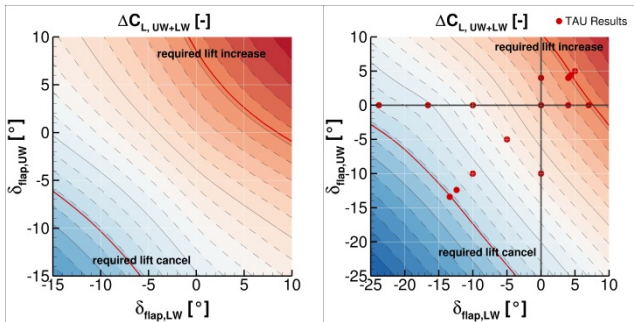 ΔC_L, UW+LW [-]
10
5
0
-5
-10
-15
δ_flap,UW [°]
required lift increase
required lift cancel
-15
-10
-5
0
5
10
δ_flap,LW [°]
ΔC_L, UW+LW [-]
TAU Results
10
5
0
-5
-10
-15
-20
-25
δ_flap,UW [°]
required lift increase
required lift cancel
-25
-20
-15
-10
-5
0
5
10
δ_flap,LW [°]